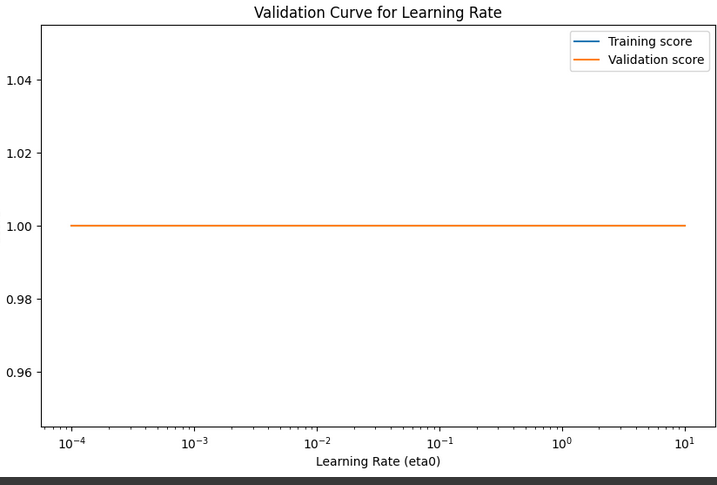 Validation Curve for Learning Rate
Training score
Validation score
1.04
1.02
1.00
0.98
0.96
10⁻⁴ 10⁻³ 10⁻² 10⁻¹ 10⁰ 10¹
Learning Rate (eta0)